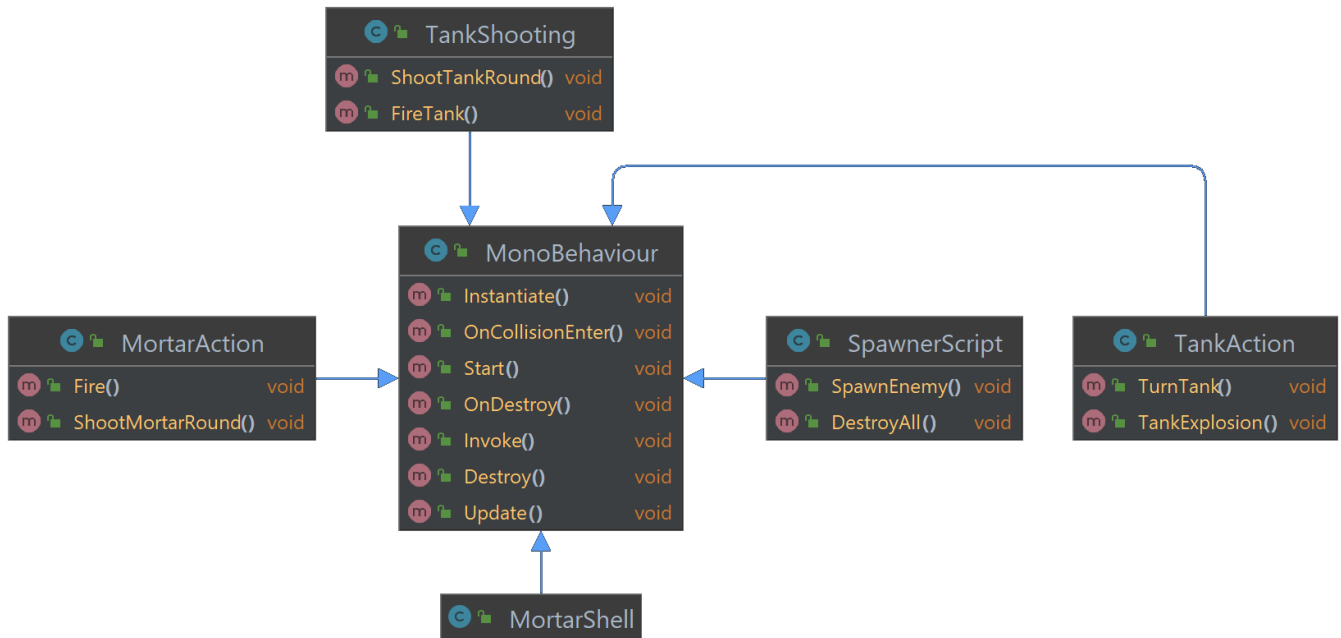 TankShooting
ShootTankRound() void
FireTank() void
MonoBehaviour
Instantiate() void
OnCollisionEnter() void
Start() void
OnDestroy() void
Invoke() void
Destroy() void
Update() void
MortarAction
Fire() void
ShootMortarRound() void
SpawnerScript
SpawnEnemy() void
DestroyAll() void
TankAction
TurnTank() void
TankExplosion() void
MortarShell